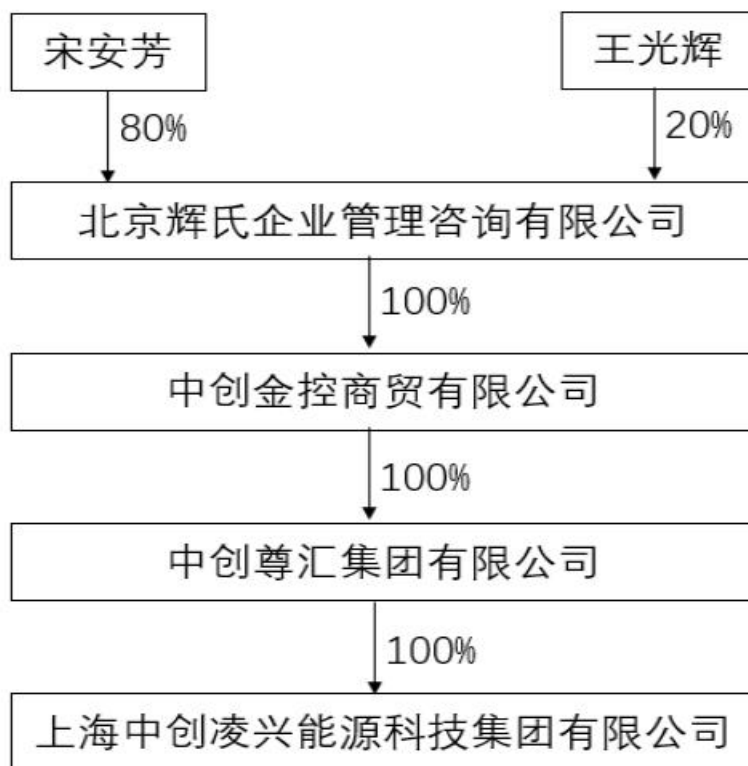 宋安芳
王光辉
80%
20%
北京辉氏企业管理咨询有限公司
100%
中创金控商贸有限公司
100%
中创尊汇集团有限公司
100%
上海中创凌兴能源科技集团有限公司